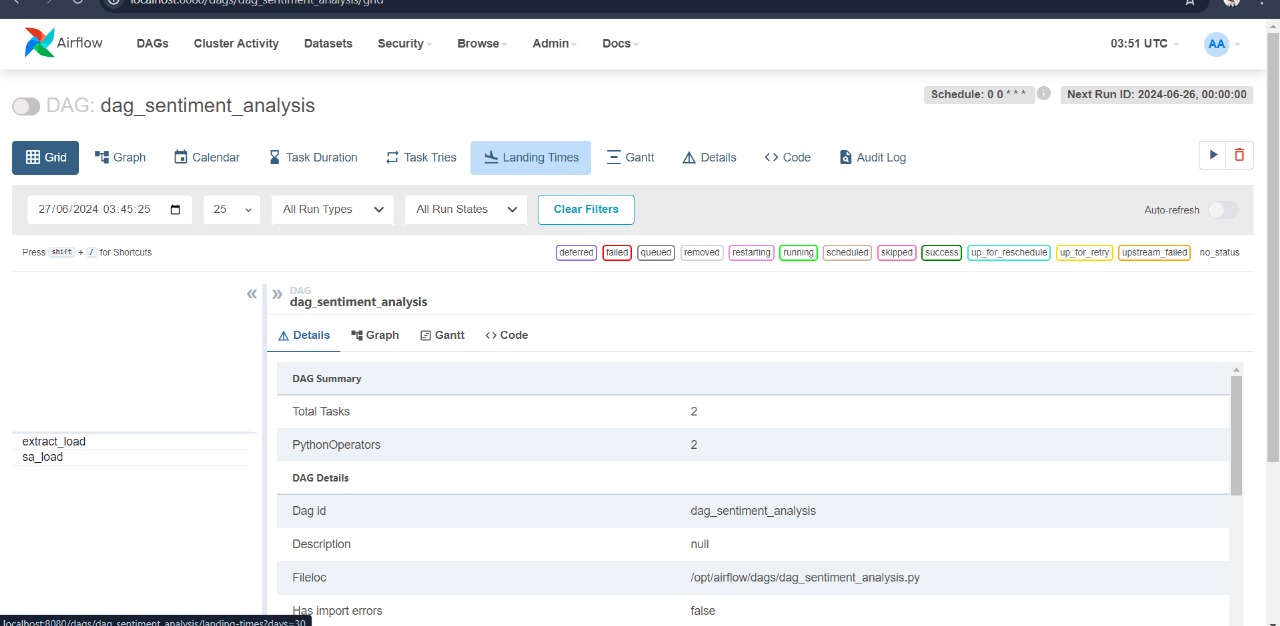 localhost:8080/dags/dag_sentiment_analysis/grid
Airflow DAGs Cluster Activity Datasets Security Browse Admin Docs 03:51 UTC AA
DAG: dag_sentiment_analysis
Schedule: 0 0 * * * Next Run ID: 2024-06-26, 00:00:00
Grid Graph Calendar Task Duration Task Tries Landing Times Gantt Details <> Code Audit Log
27/06/2024 03:45:25 25 All Run Types All Run States Clear Filters Auto-refresh
Press shift + / for Shortcuts
deferred failed queued removed restarting running scheduled skipped success up_for_reschedule up_for_retry upstream_failed no_status
DAG
dag_sentiment_analysis
Details Graph Gantt <> Code
extract_load
sa_load
DAG Summary
Total Tasks 2
PythonOperators 2
DAG Details
Dag id dag_sentiment_analysis
Description null
Fileloc /opt/airflow/dags/dag_sentiment_analysis.py
Has import errors false
localhost:8080/dags/dag_sentiment_analysis/landing-times?days=30